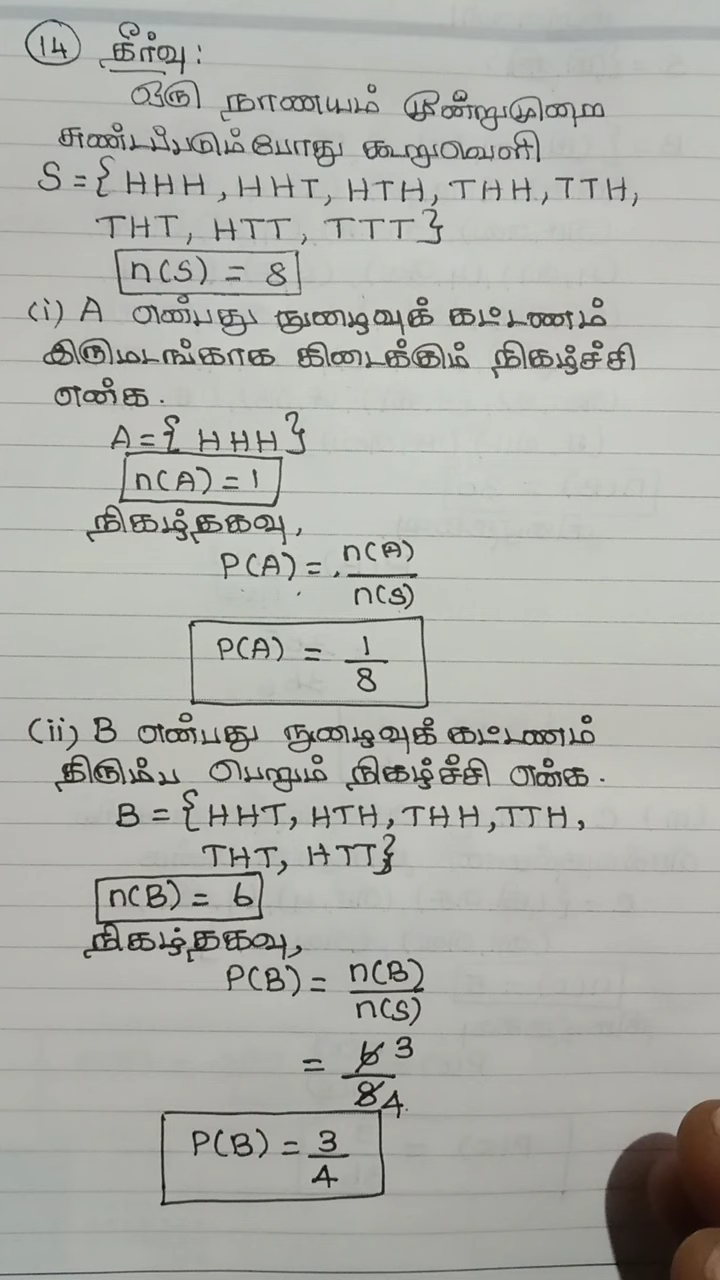 (14) தீர்வு:
ஒரு நாணயம் மூன்றுமுறை
சுண்டப்படும்போது கூறுவெளி
S = { HHH, HHT, HTH, THH, TTH,
THT, HTT, TTT }
n(S) = 8
(i) A என்பது நுழைவுக் கட்டணம்
இருமடங்காக கிடைக்கும் நிகழ்ச்சி
என்க.
A = { HHH }
n(A) = 1
நிகழ்தகவு,
P(A) = n(A)/n(S)
P(A) = 1/8
(ii) B என்பது நுழைவுக் கட்டணம்
திரும்ப பெறும் நிகழ்ச்சி என்க.
B = { HHT, HTH, THH, TTH,
THT, HTT }
n(B) = 6
நிகழ்தகவு,
P(B) = n(B)/n(S)
= 6 3/8 4
P(B) = 3/4